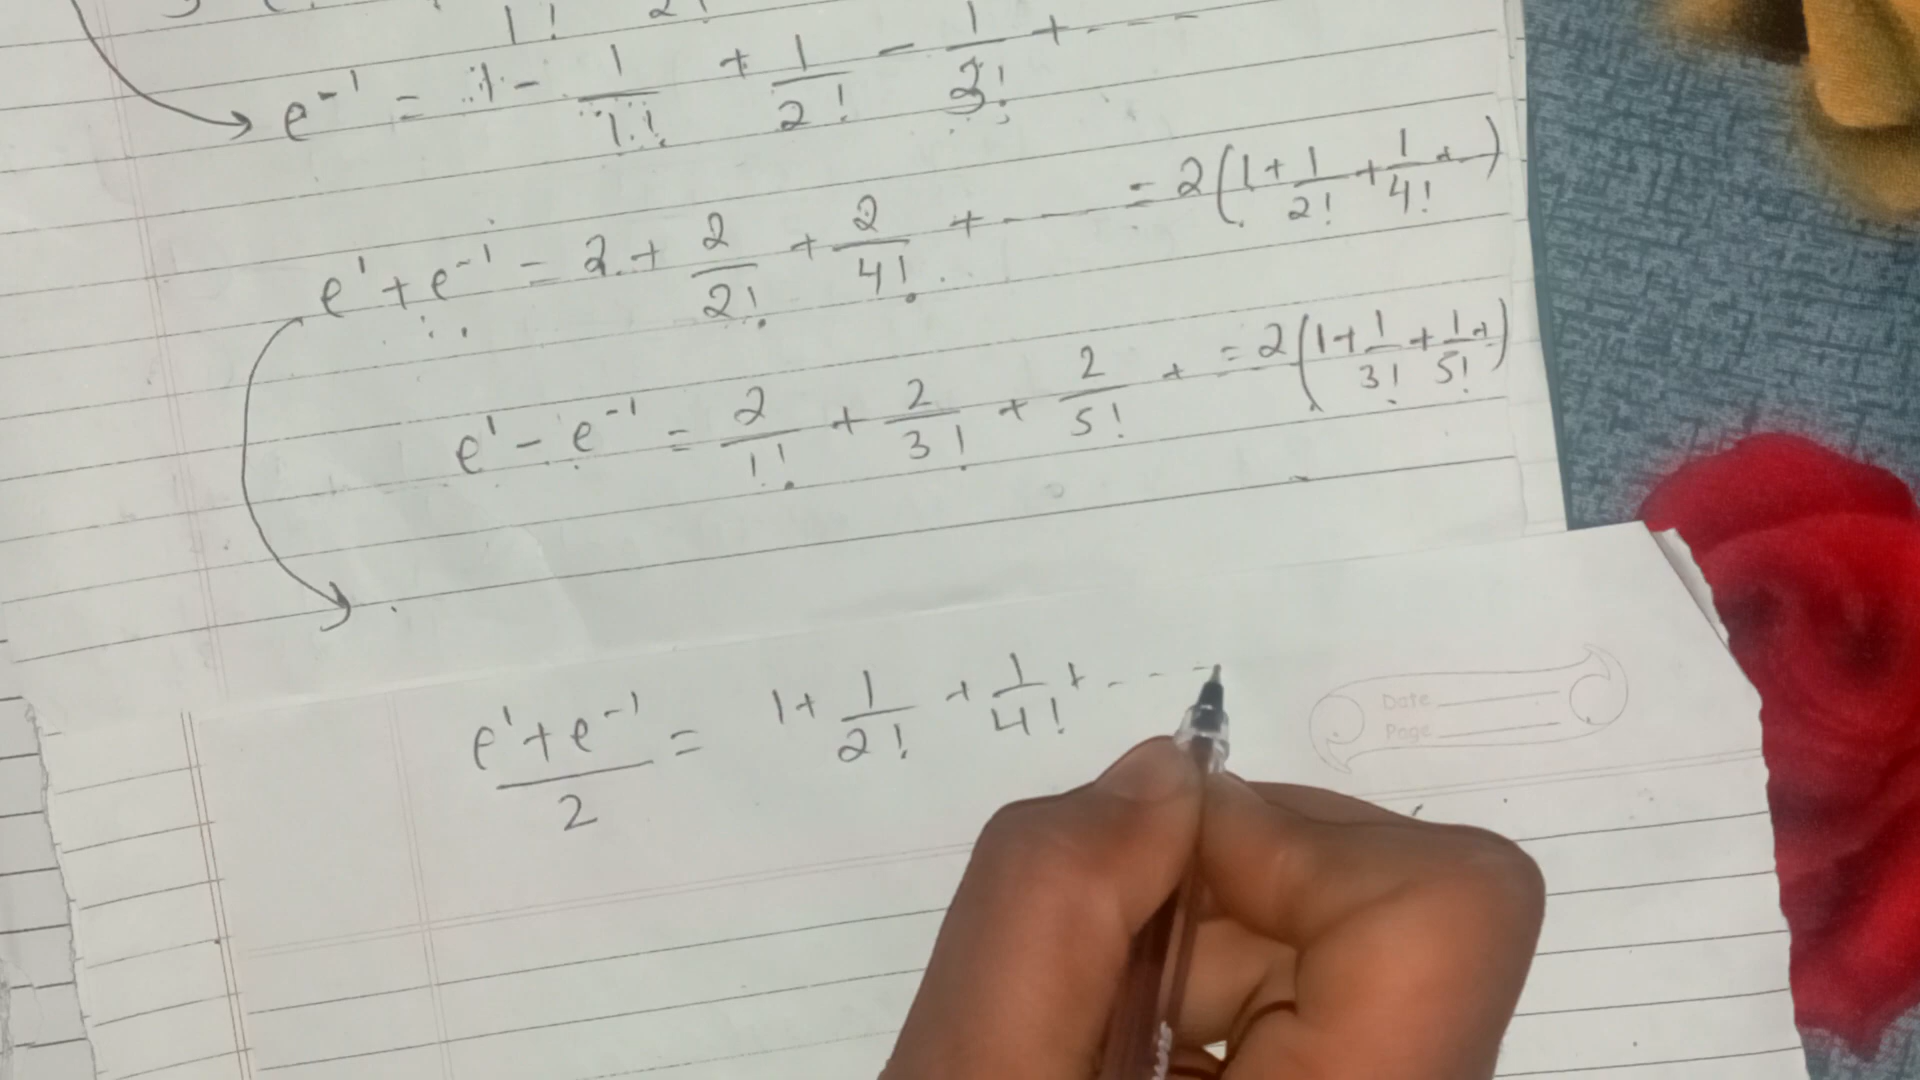 1! 2!
e⁻¹ = 1 - 1/1! + 1/2! - 1/3! + - - -
e¹ + e⁻¹ = 2 + 2/2! + 2/4! + - - - = 2(1 + 1/2! + 1/4! + - )
e¹ - e⁻¹ = 2/1! + 2/3! + 2/5! + = 2(1 + 1/3! + 1/5! + )
(e¹ + e⁻¹)/2 = 1 + 1/2! + 1/4! + - - -
Date
Page